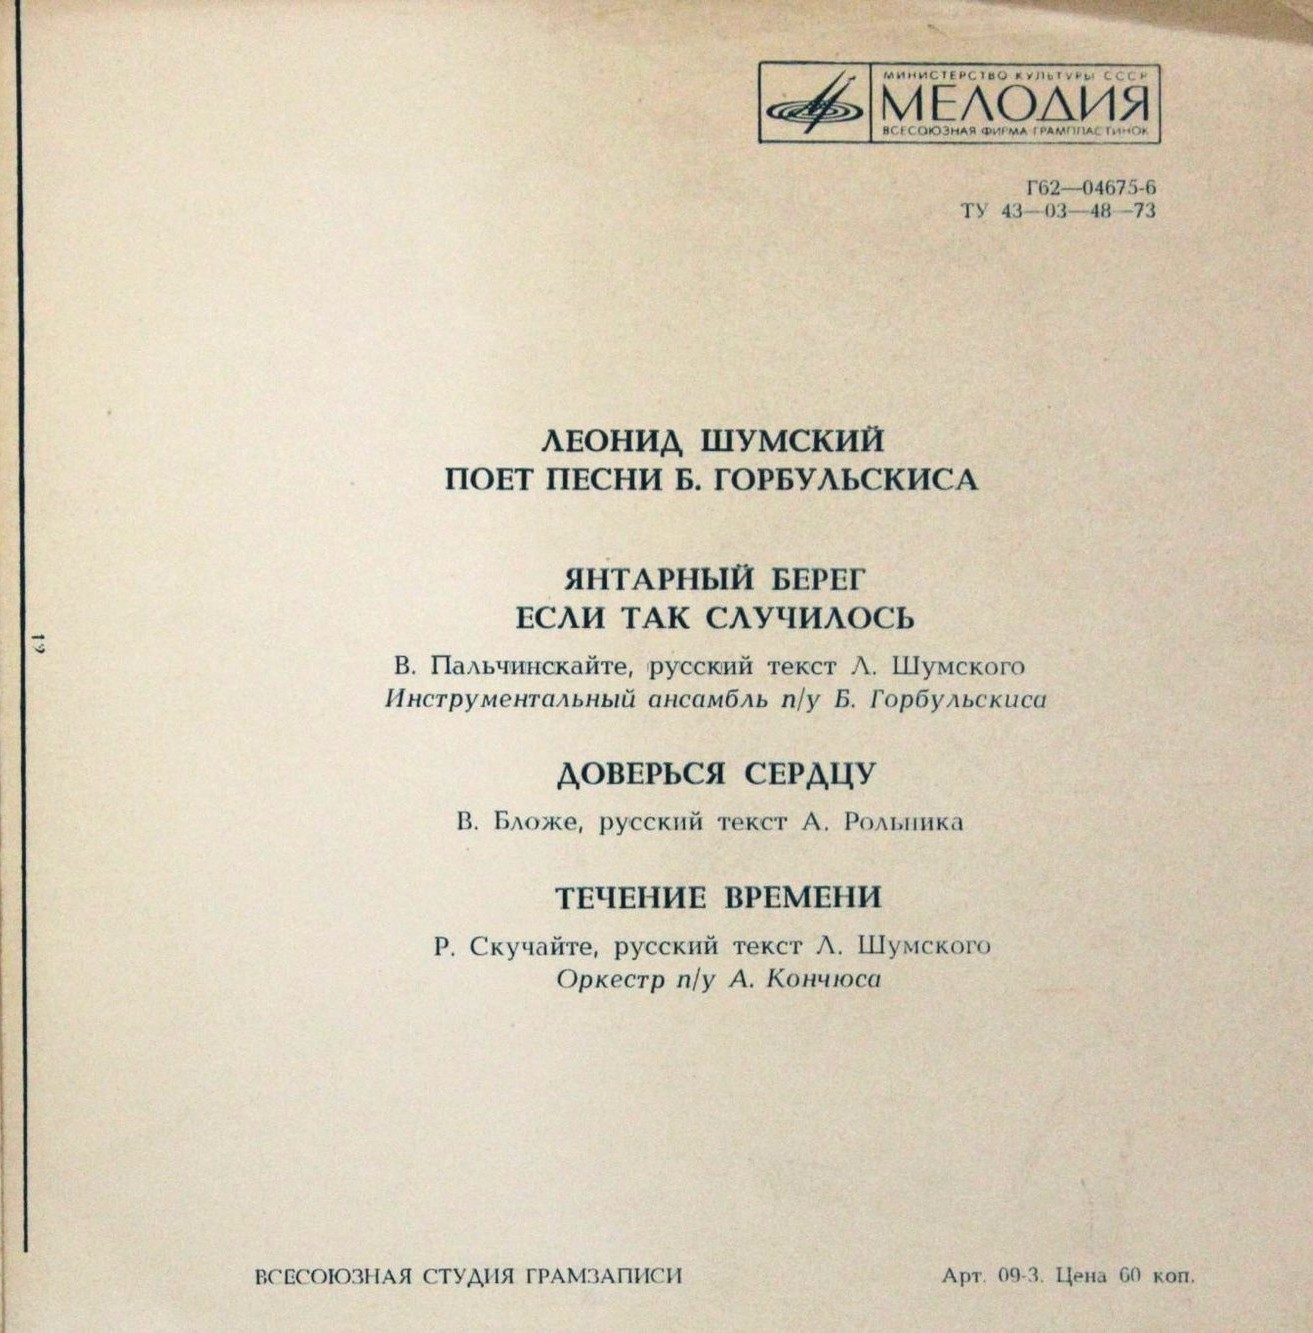 МИНИСТЕРСТВО КУЛЬТУРЫ СССР
МЕЛОДИЯ
ВСЕСОЮЗНАЯ ФИРМА ГРАМПЛАСТИНОК
Г62—04675-6
ТУ 43—03—48—73
ЛЕОНИД ШУМСКИЙ
ПОЕТ ПЕСНИ Б. ГОРБУЛЬСКИСА
ЯНТАРНЫЙ БЕРЕГ
ЕСЛИ ТАК СЛУЧИЛОСЬ
В. Пальчинскайте, русский текст Л. Шумского
Инструментальный ансамбль п/у Б. Горбульскиса
ДОВЕРЬСЯ СЕРДЦУ
В. Бложе, русский текст А. Рольника
ТЕЧЕНИЕ ВРЕМЕНИ
Р. Скучайте, русский текст Л. Шумского
Оркестр п/у А. Кончюса
ВСЕСОЮЗНАЯ СТУДИЯ ГРАМЗАПИСИ
Арт. 09-3. Цена 60 коп.